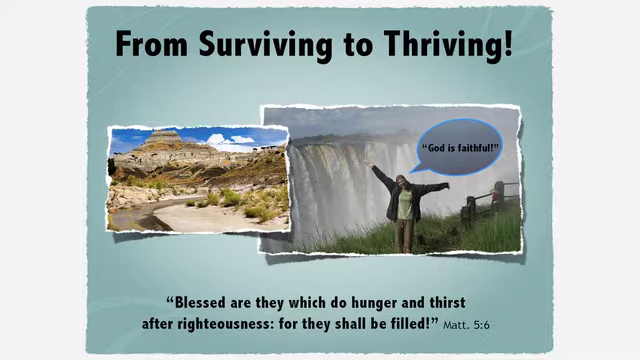 From Surviving to Thriving!
“God is faithful!”
“Blessed are they which do hunger and thirst
after righteousness: for they shall be filled!” Matt. 5:6